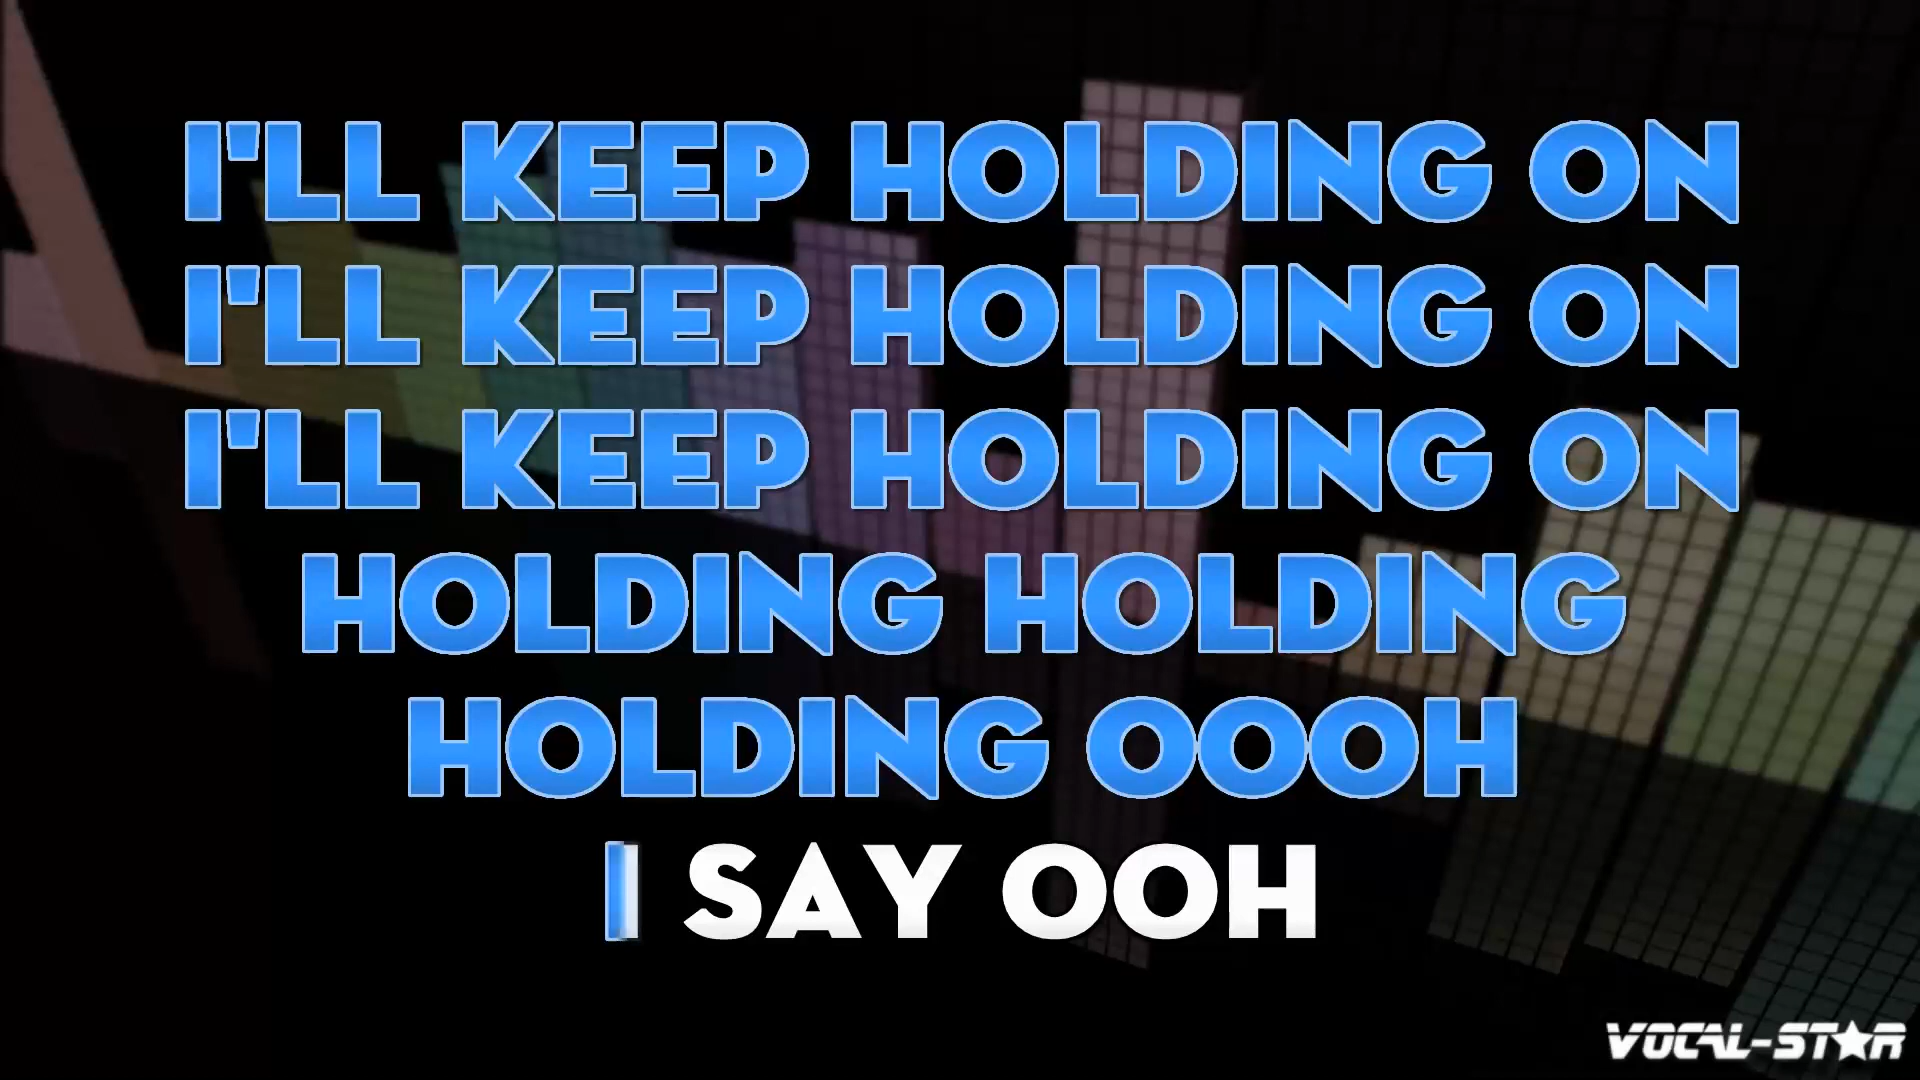 I'LL KEEP HOLDING ON
I'LL KEEP HOLDING ON
I'LL KEEP HOLDING ON
HOLDING HOLDING
HOLDING OOOH
I SAY OOH
VOCAL-STAR